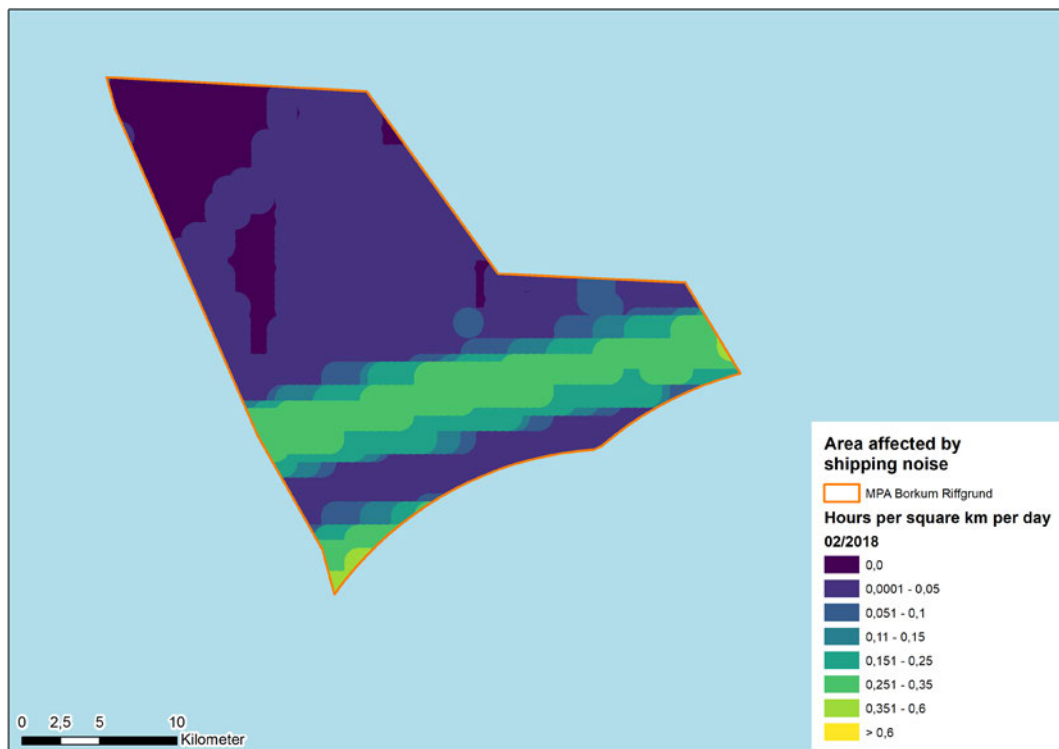 Area affected by
shipping noise
MPA Borkum Riffgrund
Hours per square km per day
02/2018
0,0
0,0001 - 0,05
0,051 - 0,1
0,11 - 0,15
0,151 - 0,25
0,251 - 0,35
0,351 - 0,6
> 0,6
0 2,5 5 10
Kilometer